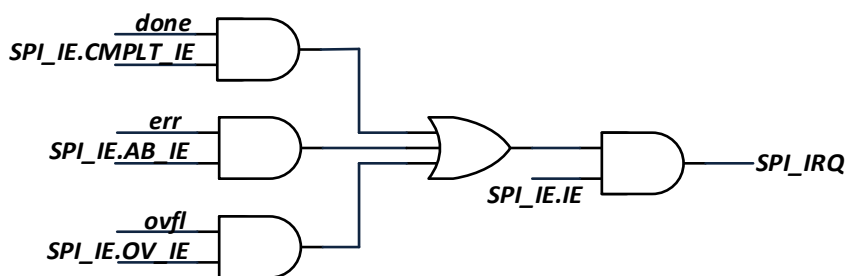 done
SPI_IE.CMPLT_IE
err
SPI_IE.AB_IE
SPI_IRQ
SPI_IE.IE
ovfl
SPI_IE.OV_IE